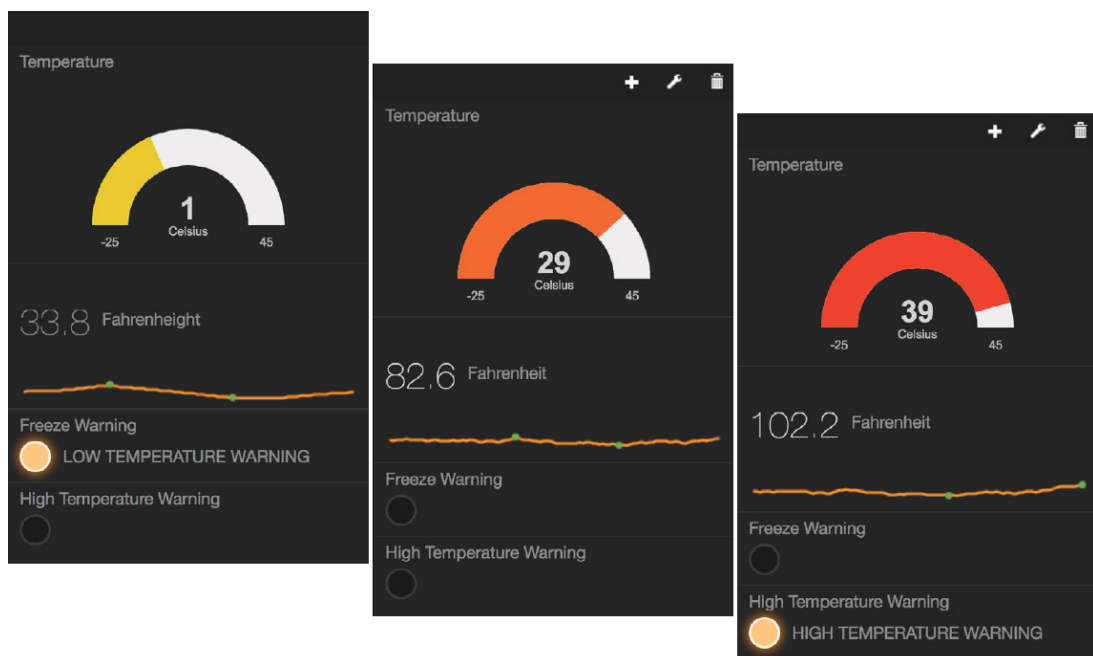 Temperature
1
Celsius
-25
45
33.8 Fahrenheight
Freeze Warning
LOW TEMPERATURE WARNING
High Temperature Warning
Temperature
29
Celsius
-25
45
82.6 Fahrenheit
Freeze Warning
High Temperature Warning
Temperature
39
Celsius
-25
45
102.2 Fahrenheit
Freeze Warning
High Temperature Warning
HIGH TEMPERATURE WARNING